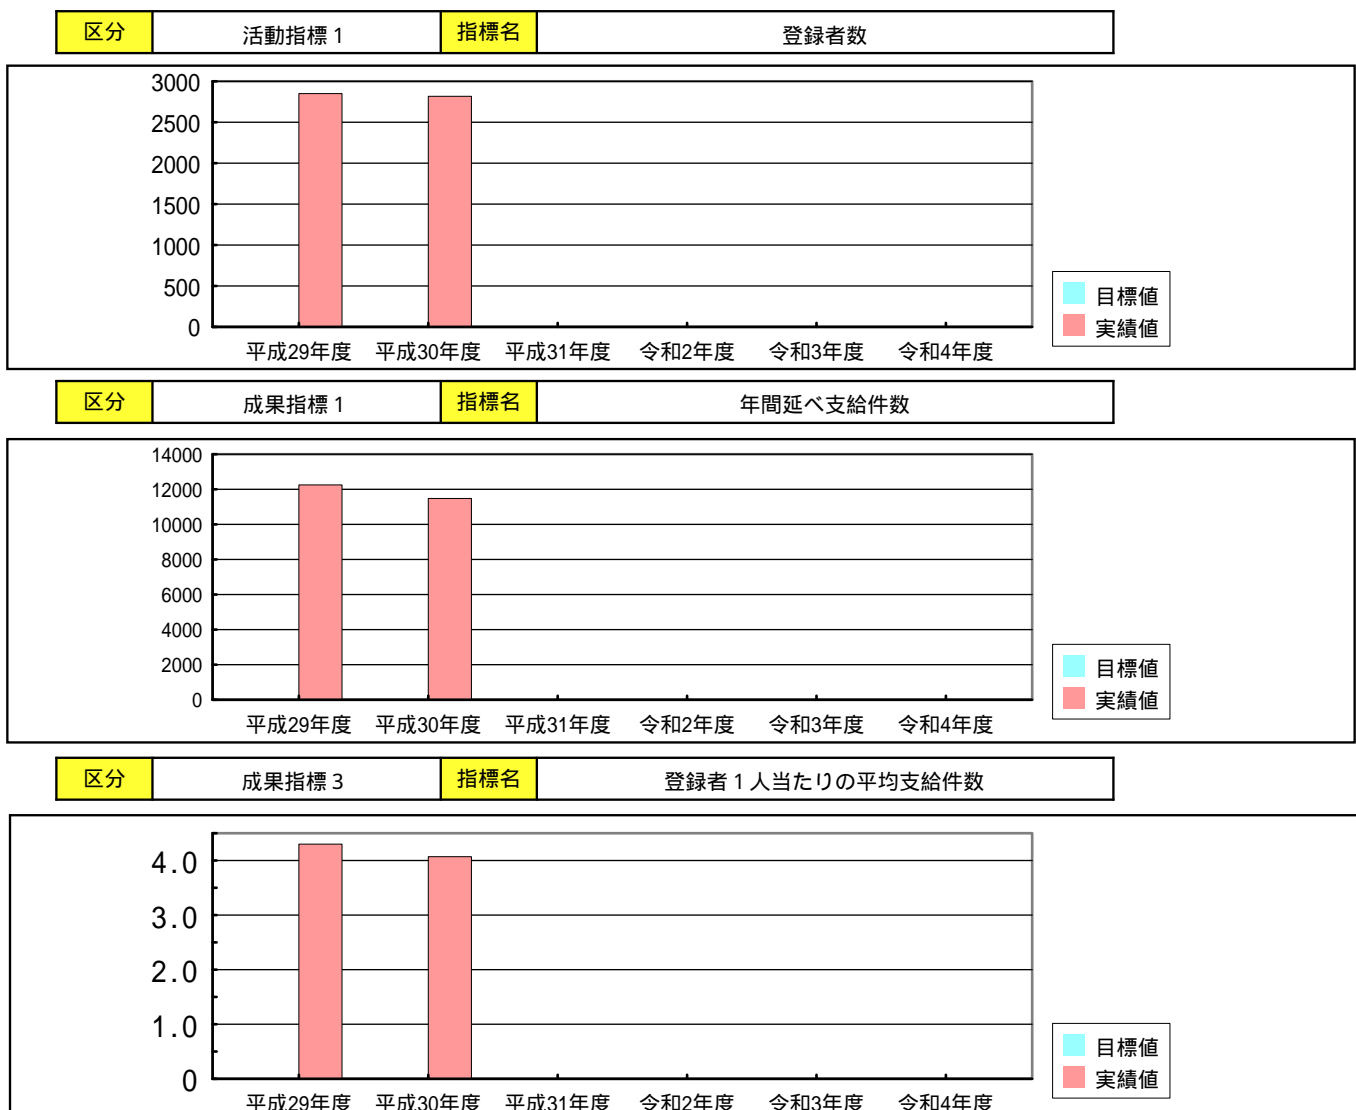 区分 活動指標１ 指標名 登録者数
3000
2500
2000
1500
1000
500
0
平成29年度 平成30年度 平成31年度 令和2年度 令和3年度 令和4年度
目標値
実績値
区分 成果指標１ 指標名 年間延べ支給件数
14000
12000
10000
8000
6000
4000
2000
0
平成29年度 平成30年度 平成31年度 令和2年度 令和3年度 令和4年度
目標値
実績値
区分 成果指標３ 指標名 登録者１人当たりの平均支給件数
4.0
3.0
2.0
1.0
0
平成29年度 平成30年度 平成31年度 令和2年度 令和3年度 令和4年度
目標値
実績値